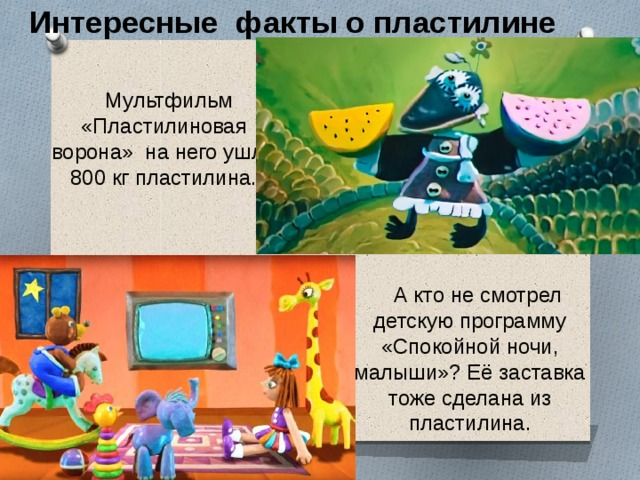 Интересные факты о пластилине
Мультфильм
«Пластилиновая
ворона» на него ушл
800 кг пластилина.
А кто не смотрел
детскую программу
«Спокойной ночи,
малыши»? Её заставка
тоже сделана из
пластилина.